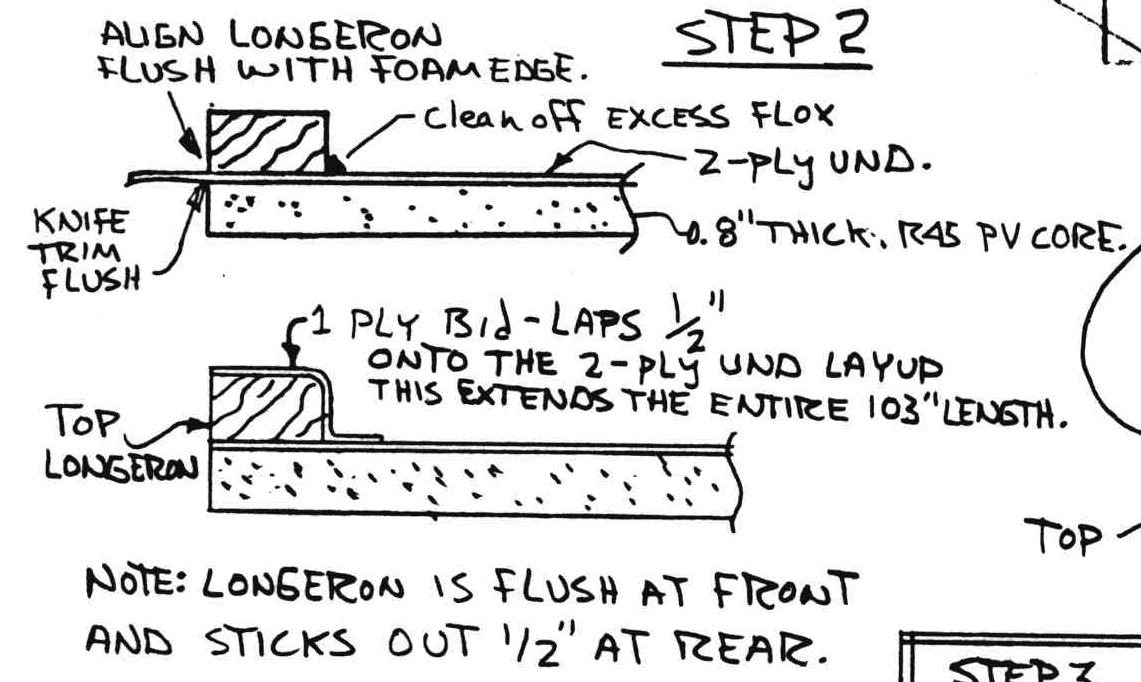 STEP 2
ALIGN LONGERON
FLUSH WITH FOAM EDGE.
Clean off EXCESS FLOX
2-PLY UND.
0.8" THICK, R45 PV CORE.
KNIFE
TRIM
FLUSH
1 PLY Bid-LAPS 1/2"
ONTO THE 2-PLY UND LAYUP
THIS EXTENDS THE ENTIRE 103" LENGTH.
TOP
LONGERON
TOP
NOTE: LONGERON IS FLUSH AT FRONT
AND STICKS OUT 1/2" AT REAR.
STEP 3